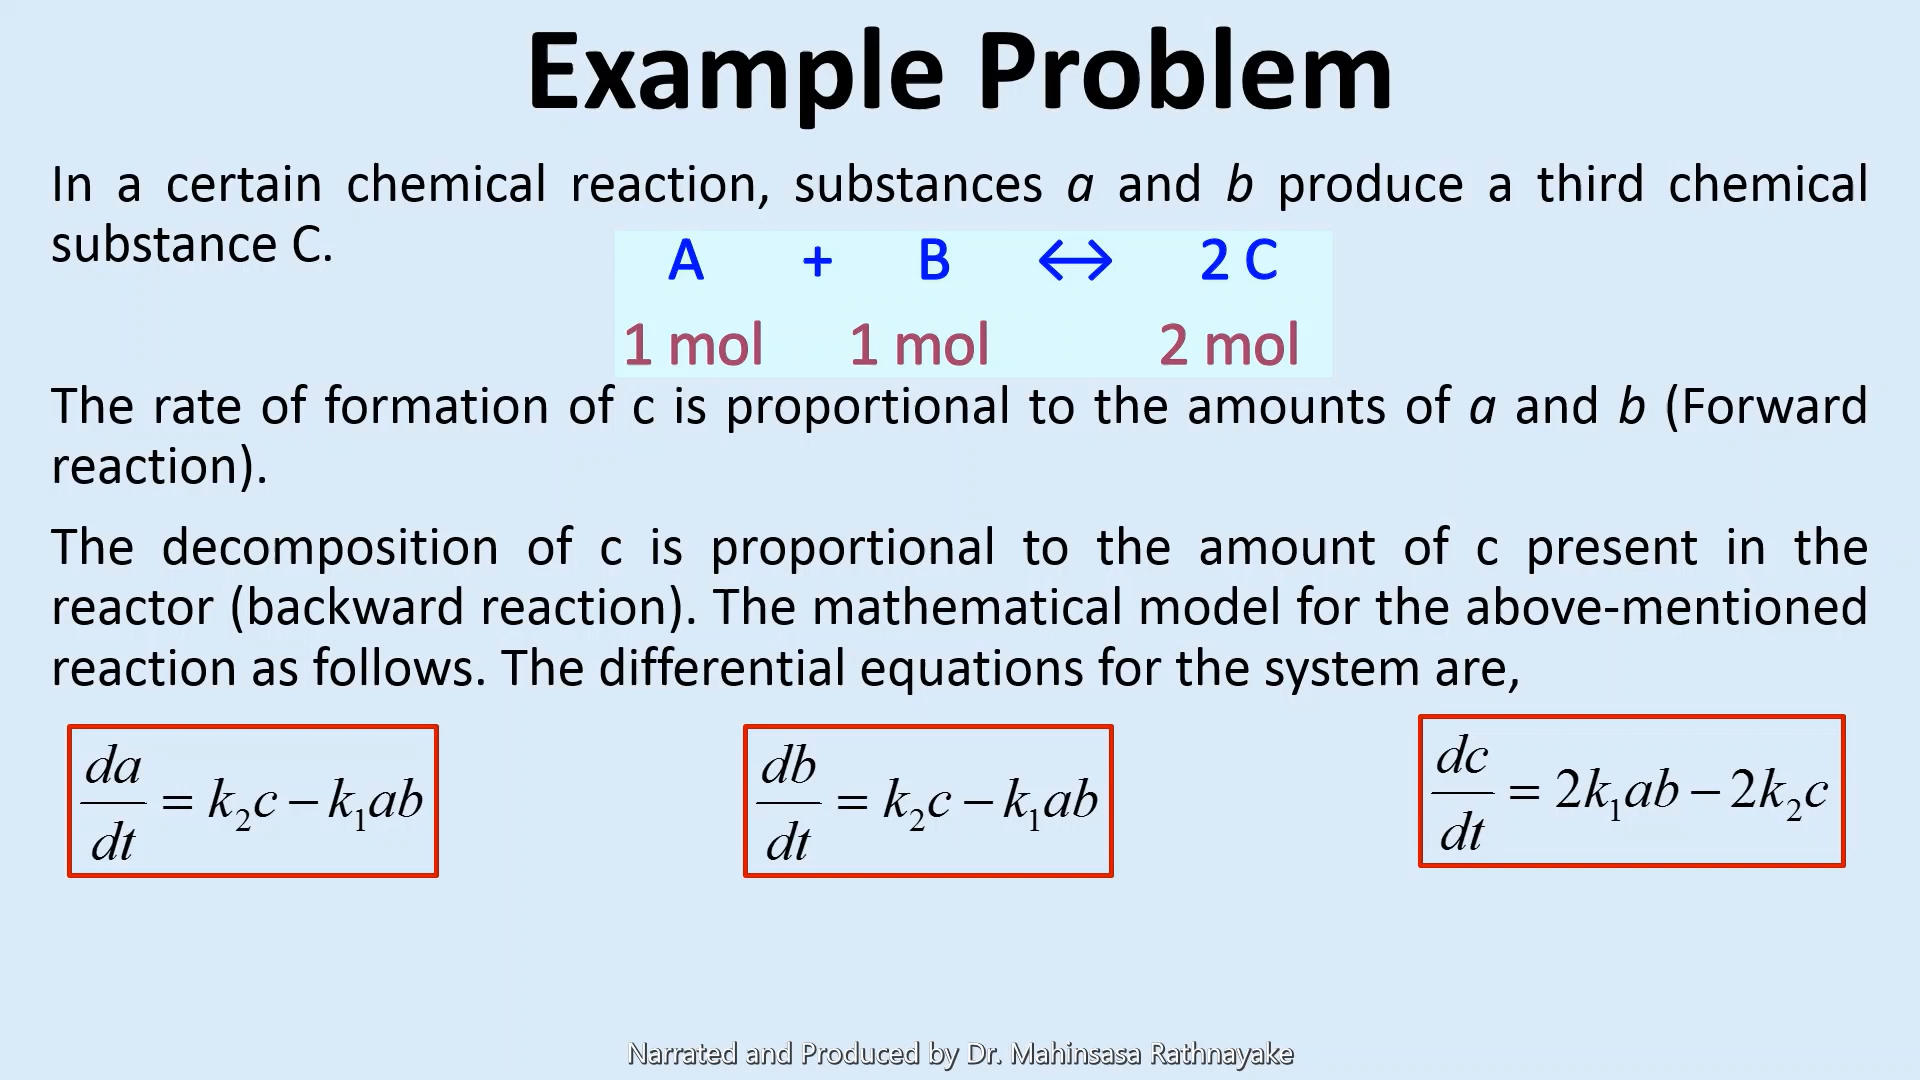 Example Problem
In a certain chemical reaction, substances a and b produce a third chemical
substance C.
A + B ↔ 2 C
1 mol 1 mol 2 mol
The rate of formation of c is proportional to the amounts of a and b (Forward
reaction).
The decomposition of c is proportional to the amount of c present in the
reactor (backward reaction). The mathematical model for the above-mentioned
reaction as follows. The differential equations for the system are,
da/dt = k₂c − k₁ab
db/dt = k₂c − k₁ab
dc/dt = 2k₁ab − 2k₂c
Narrated and Produced by Dr. Mahinsasa Rathnayake